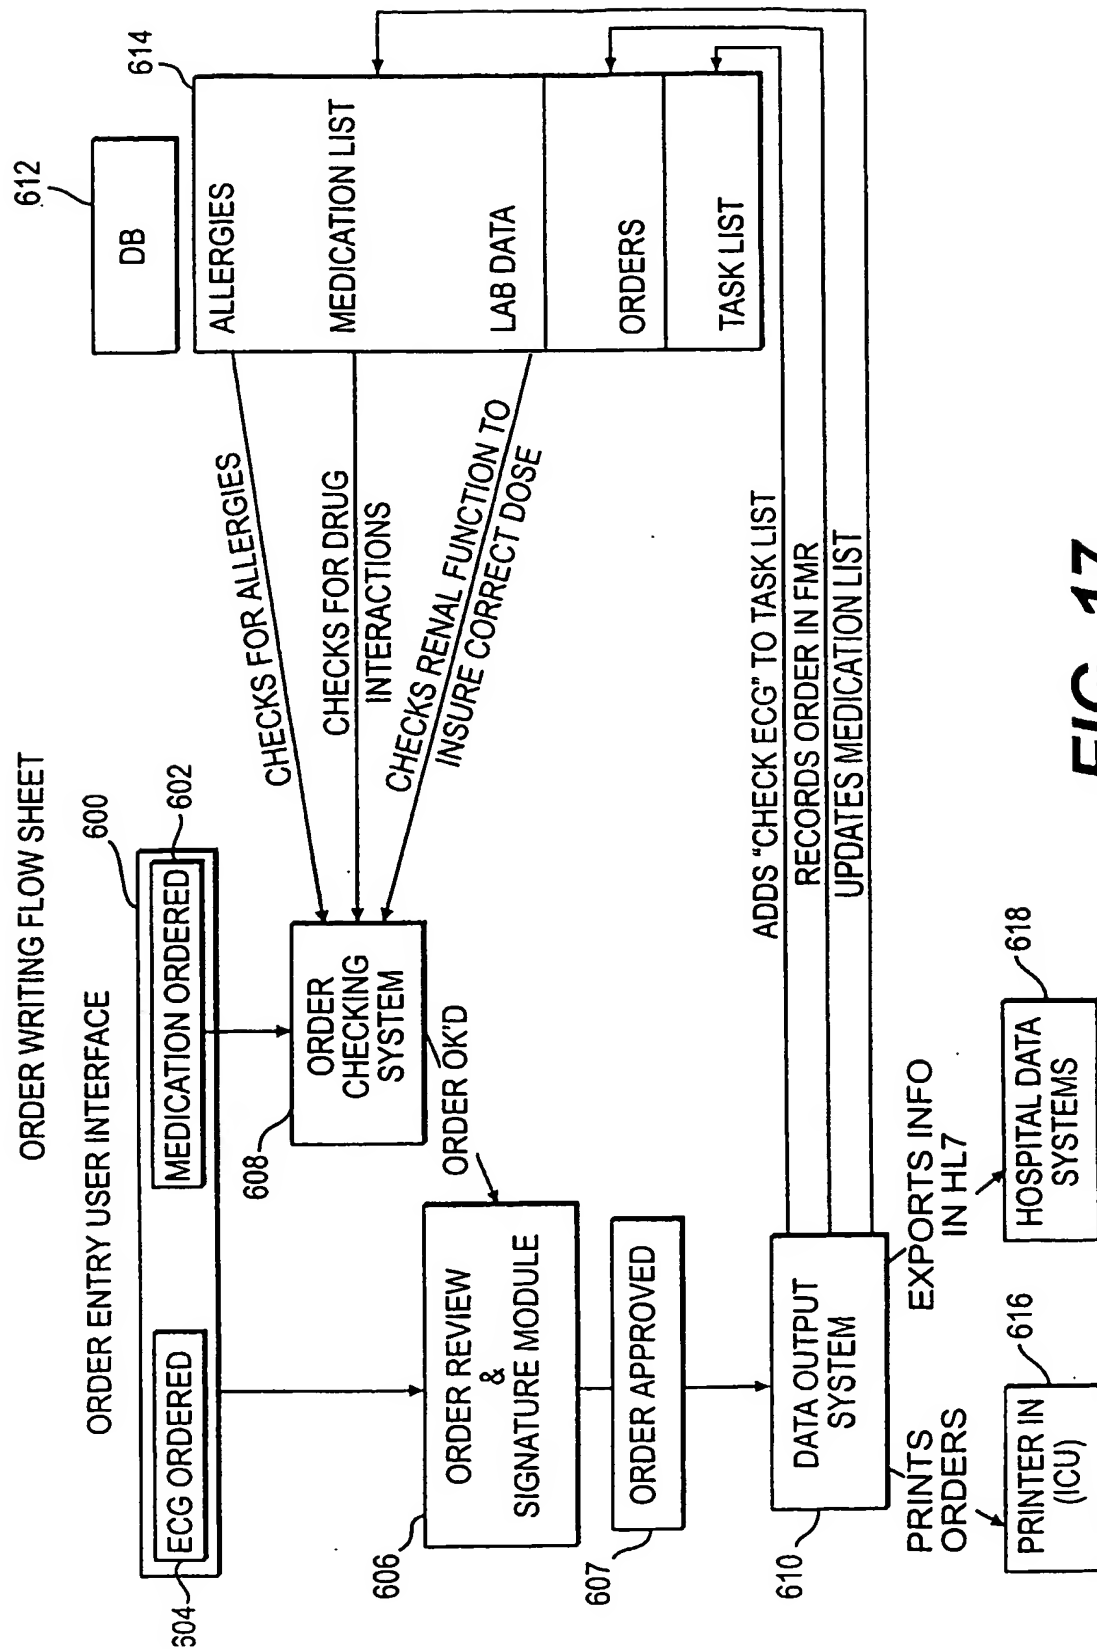 ORDER WRITING FLOW SHEET
ORDER ENTRY USER INTERFACE
600
ECG ORDERED
604
MEDICATION ORDERED
602
612
DB
614
ALLERGIES
MEDICATION LIST
LAB DATA
ORDERS
TASK LIST
CHECKS FOR ALLERGIES
CHECKS FOR DRUG
INTERACTIONS
CHECKS RENAL FUNCTION TO
INSURE CORRECT DOSE
608
ORDER
CHECKING
SYSTEM
ORDER OK'D
606
ORDER REVIEW
&
SIGNATURE MODULE
607
ORDER APPROVED
610
DATA OUTPUT
SYSTEM
ADDS "CHECK ECG" TO TASK LIST
RECORDS ORDER IN FMR
UPDATES MEDICATION LIST
PRINTS
ORDERS
EXPORTS INFO
IN HL7
616
PRINTER IN
(ICU)
618
HOSPITAL DATA
SYSTEMS
FIG. 17